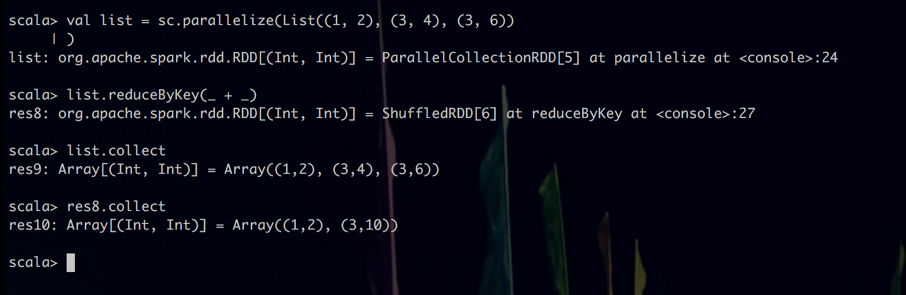 scala> val list = sc.parallelize(List((1, 2), (3, 4), (3, 6))
     | )
list: org.apache.spark.rdd.RDD[(Int, Int)] = ParallelCollectionRDD[5] at parallelize at <console>:24
scala> list.reduceByKey(_ + _)
res8: org.apache.spark.rdd.RDD[(Int, Int)] = ShuffledRDD[6] at reduceByKey at <console>:27
scala> list.collect
res9: Array[(Int, Int)] = Array((1,2), (3,4), (3,6))
scala> res8.collect
res10: Array[(Int, Int)] = Array((1,2), (3,10))
scala>